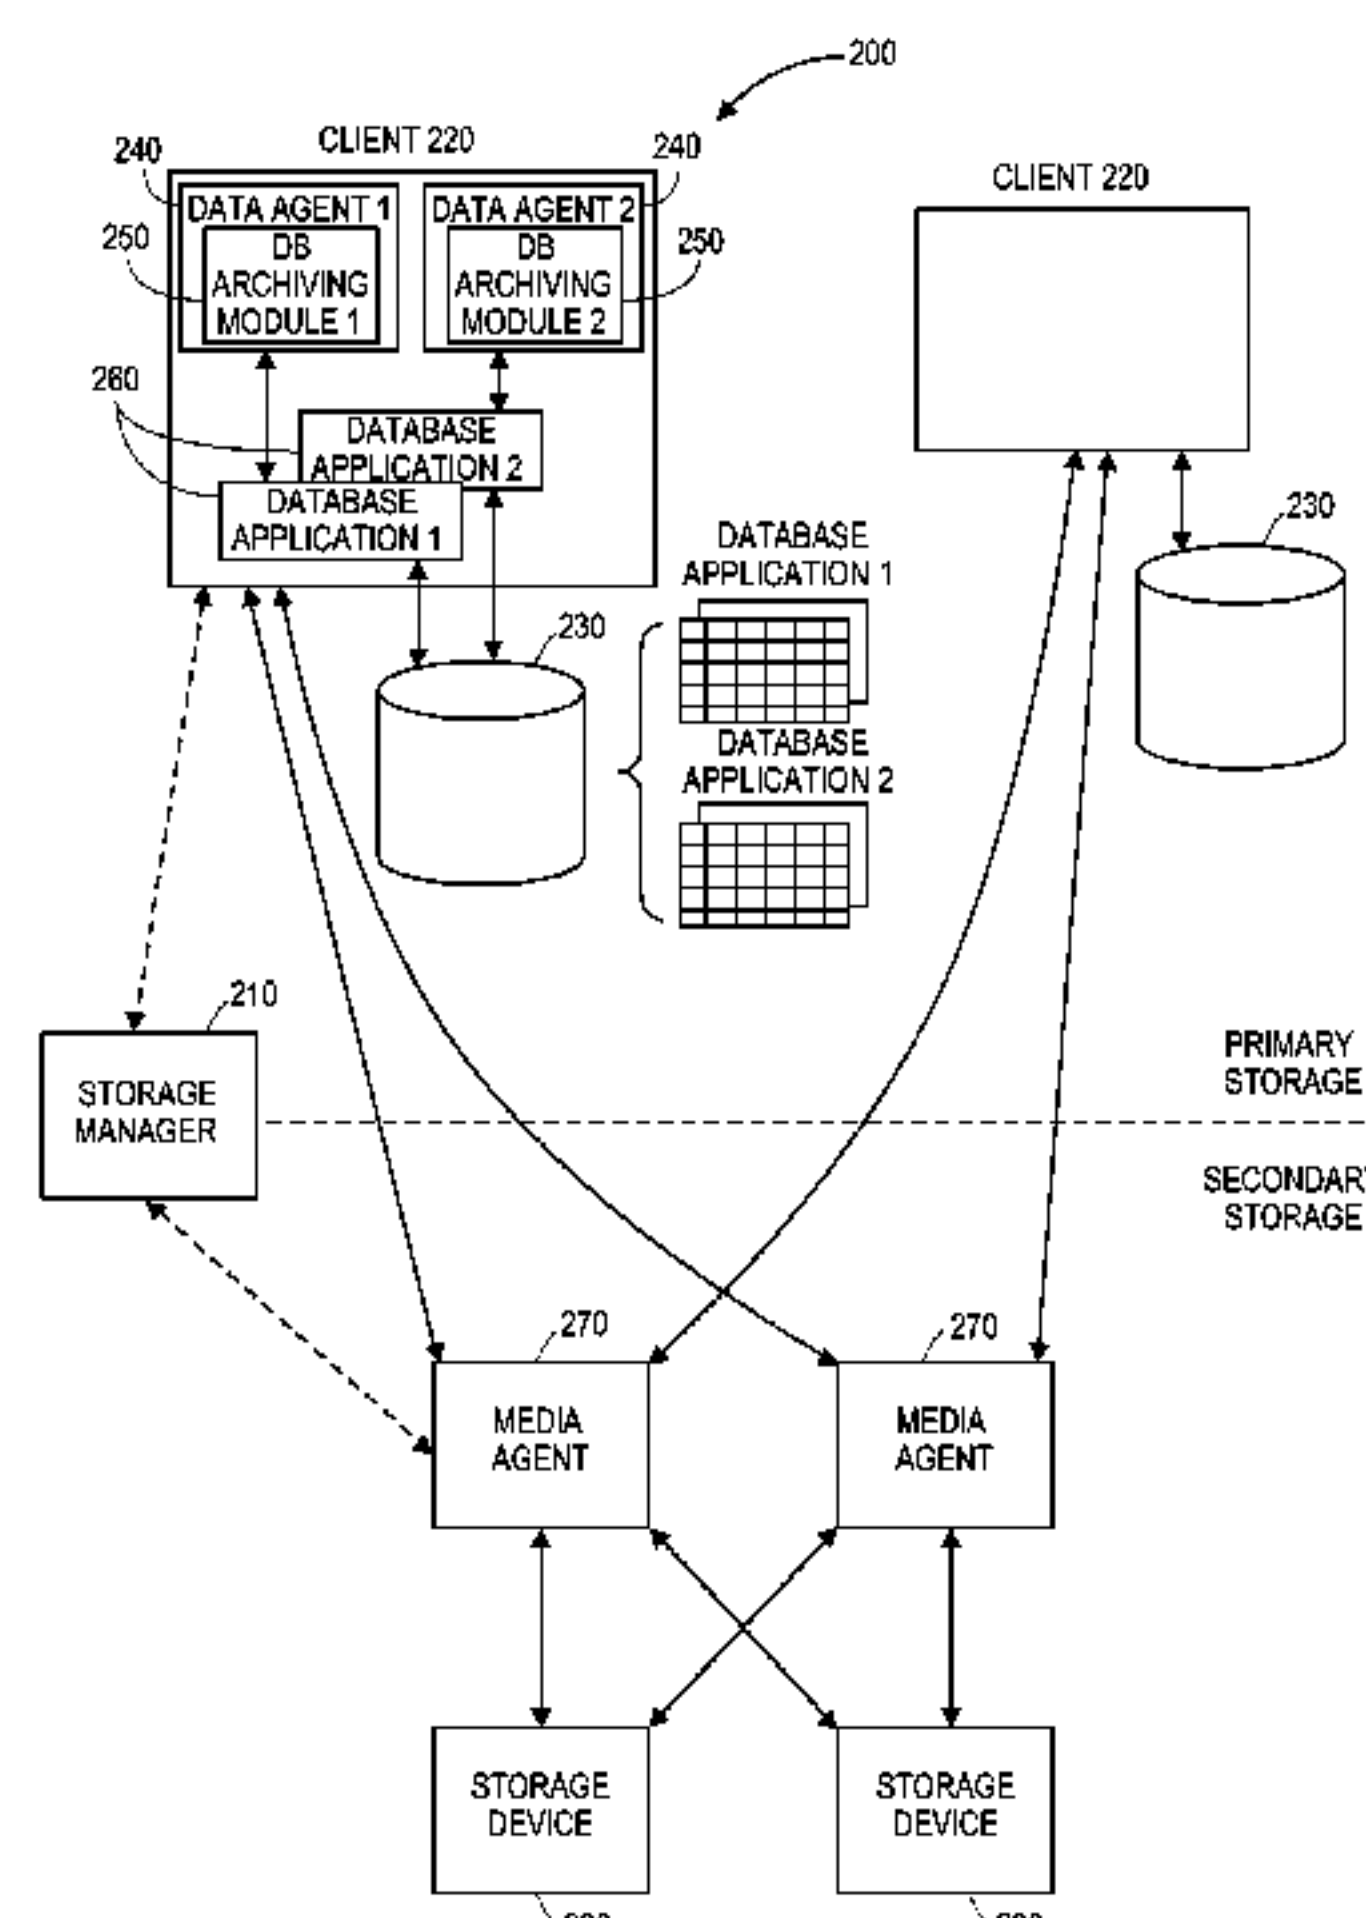 200
CLIENT 220
240
240
CLIENT 220
DATA AGENT 1
DATA AGENT 2
250
DB
ARCHIVING
MODULE 1
DB
ARCHIVING
MODULE 2
250
260
DATABASE
APPLICATION 2
DATABASE
APPLICATION 1
230
DATABASE
APPLICATION 1
230
DATABASE
APPLICATION 2
210
STORAGE
MANAGER
PRIMARY
STORAGE
SECONDARY
STORAGE
270
270
MEDIA
AGENT
MEDIA
AGENT
STORAGE
DEVICE
STORAGE
DEVICE